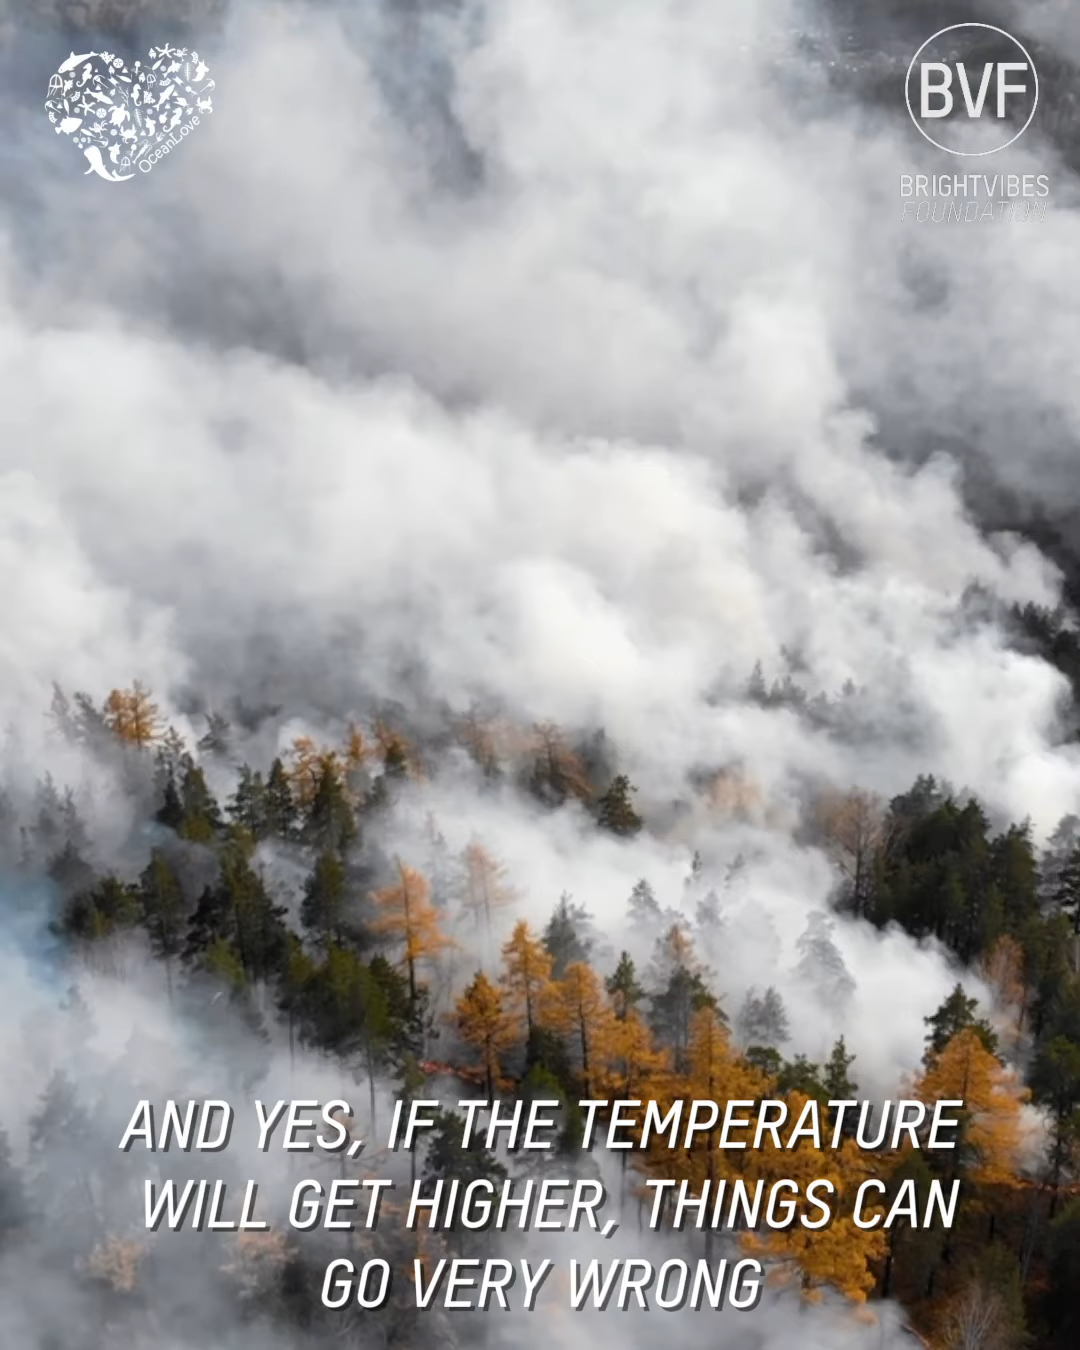 OceanLove
BVF
BRIGHTVIBES
FOUNDATION
AND YES, IF THE TEMPERATURE
WILL GET HIGHER, THINGS CAN
GO VERY WRONG